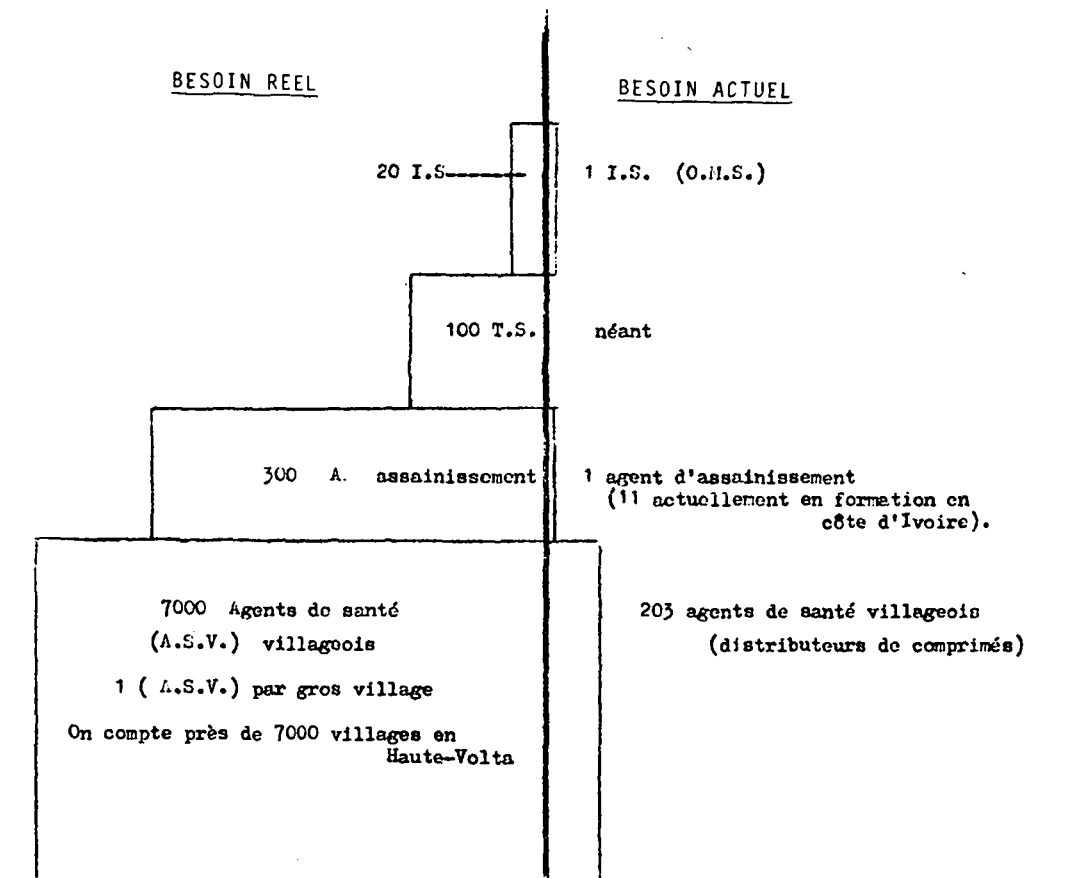 BESOIN REEL
BESOIN ACTUEL
20 I.S
1 I.S. (O.M.S.)
100 T.S.
néant
300 A. assainissement
1 agent d'assainissement
(11 actuellement en formation en
côte d'Ivoire).
7000 Agents de santé
(A.S.V.) villageois
1 ( A.S.V.) par gros village
On compte près de 7000 villages en
Haute-Volta
203 agents de santé villageois
(distributeurs de comprimés)